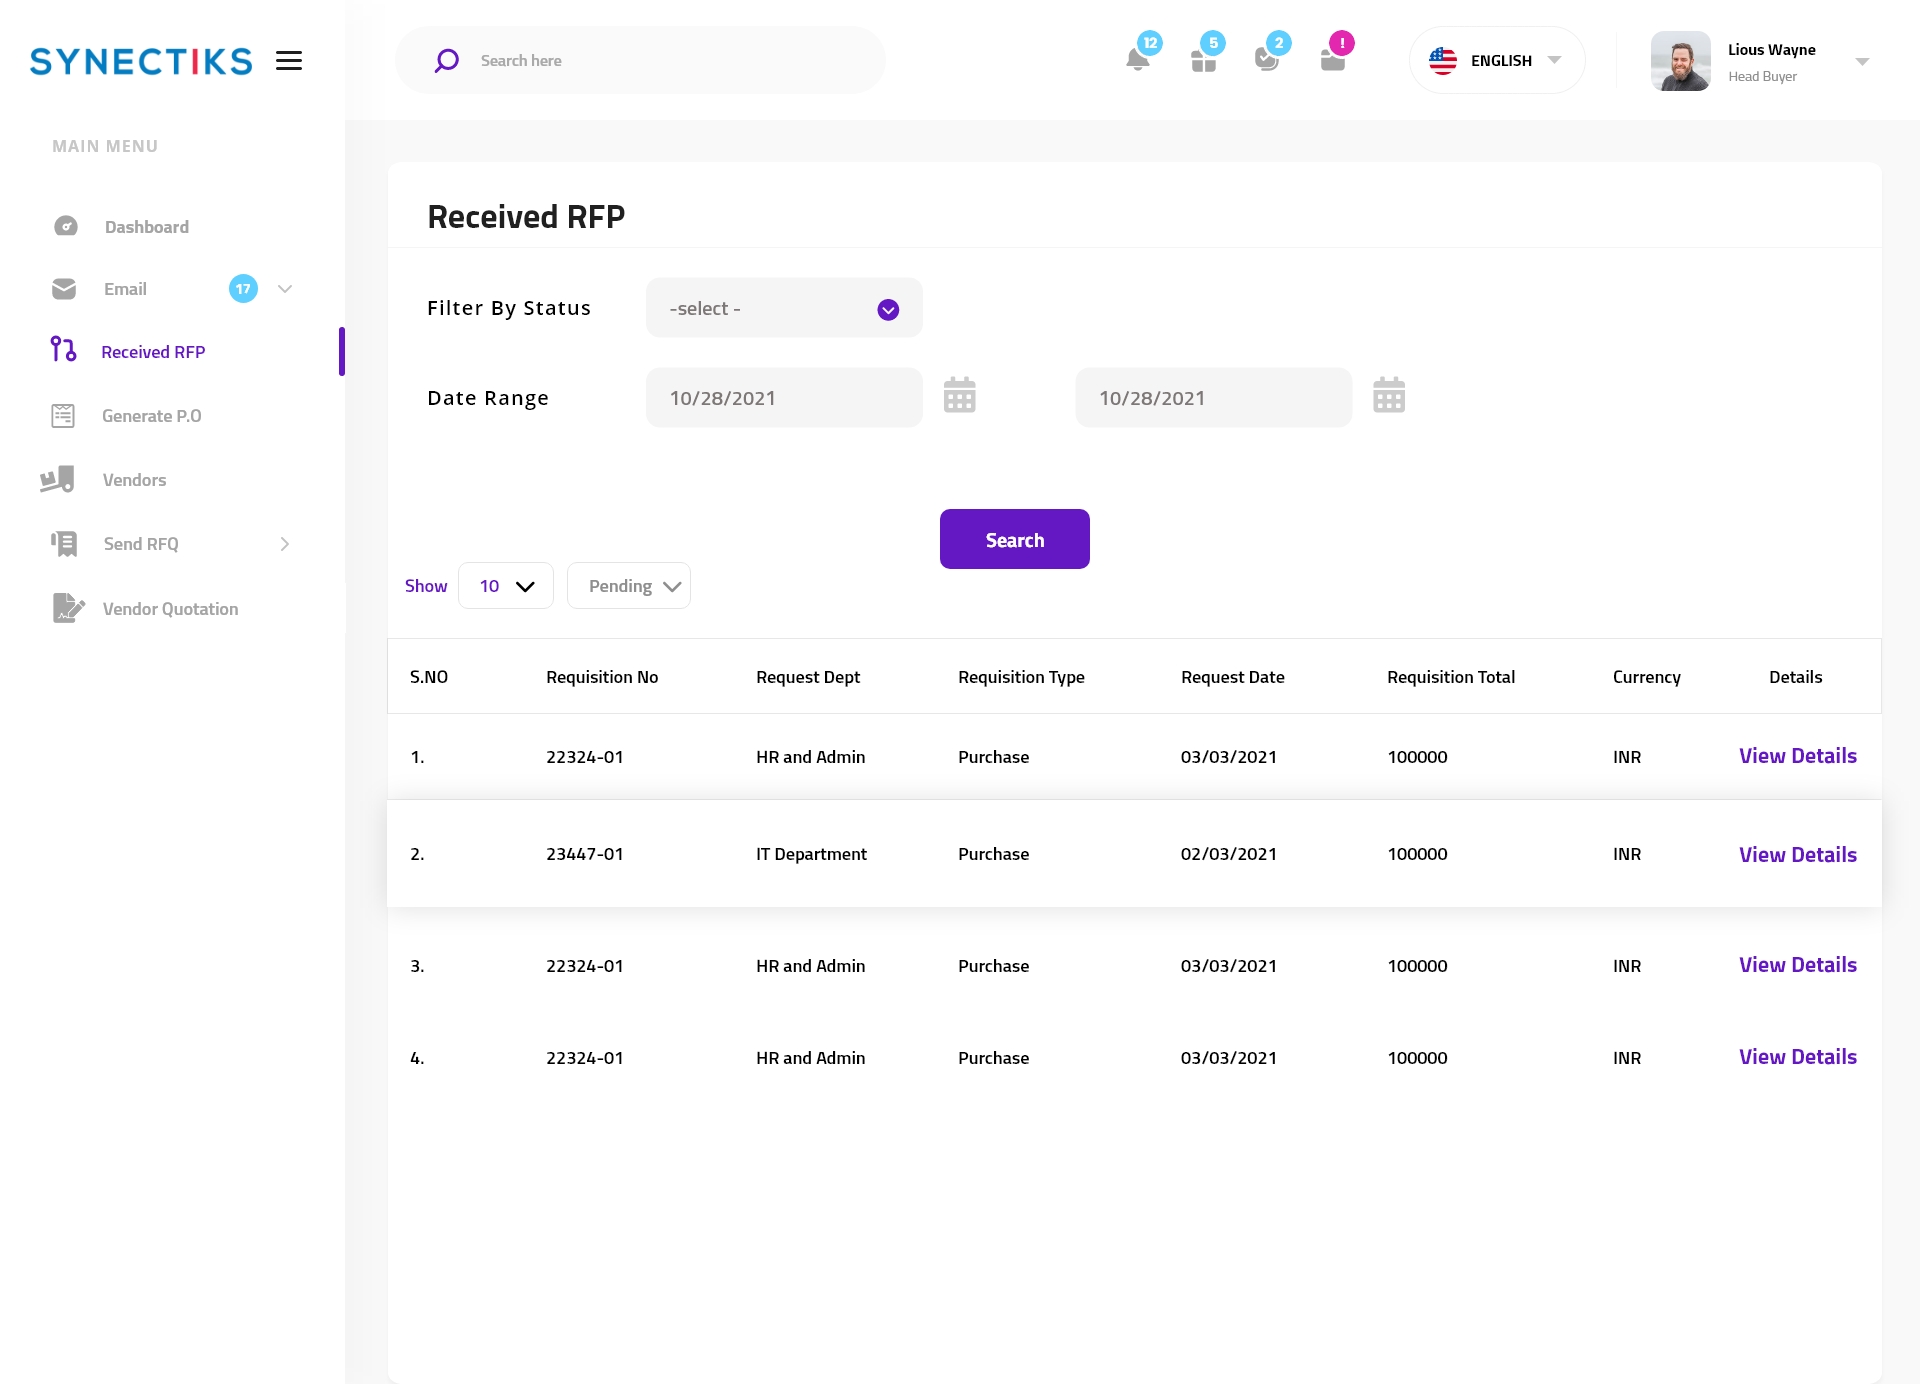 SYNECTIKS
Search here
12
5
2
!
ENGLISH
Lious Wayne
Head Buyer
MAIN MENU
Dashboard
Email 17
Received RFP
Generate P.O
Vendors
Send RFQ
Vendor Quotation
Received RFP
Filter By Status -select -
Date Range 10/28/2021 10/28/2021
Search
Show 10 Pending
S.NO Requisition No Request Dept Requisition Type Request Date Requisition Total Currency Details
1. 22324-01 HR and Admin Purchase 03/03/2021 100000 INR View Details
2. 23447-01 IT Department Purchase 02/03/2021 100000 INR View Details
3. 22324-01 HR and Admin Purchase 03/03/2021 100000 INR View Details
4. 22324-01 HR and Admin Purchase 03/03/2021 100000 INR View Details